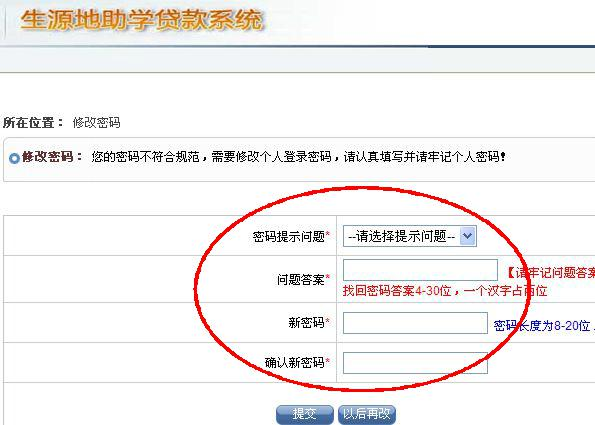 生源地助学贷款系统
所在位置： 修改密码
修改密码： 您的密码不符合规范，需要修改个人登录密码，请认真填写并请牢记个人密码！
密码提示问题* --请选择提示问题--
问题答案* 【请牢记问题答案
找回密码答案4-30位，一个汉字占两位
新密码* 密码长度为8-20位，
确认新密码*
提交 以后再改